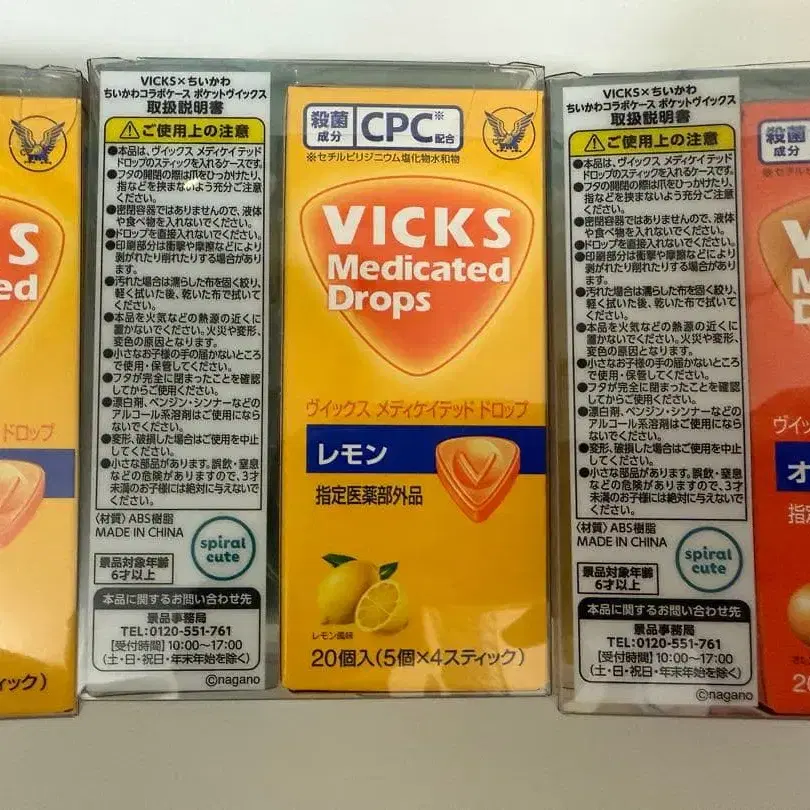 KS
ed
ドロップ
ィック)
VICKS×ちいかわ
ちいかわコラボケース ポケットヴイックス
取扱説明書
⚠ご使用上の注意
●本品は、ヴイックス メディケイテッド
ドロップのスティックを入れるケースです。
●フタの開閉の際は爪をひっかけたり、
指などを挟まないよう充分ご注意
ください。
●密閉容器ではありませんので、液体
や食べ物を入れないでください。
●ドロップを直接入れないでください。
●印刷部分は衝撃や摩擦などにより
剥がれたり削れたりする場合があり
ます。
●汚れた場合は濡らした布を固く絞り、
軽く拭いた後、乾いた布で拭いて
ください。
●本品を火気などの熱源の近くに
置かないでください。火災や変形、
変色の原因となります。
●小さなお子様の手の届かないところ
で使用・保管してください。
●フタが完全に閉まったことを確認
してからご使用ください。
●漂白剤、ベンジン・シンナーなどの
アルコール系溶剤はご使用になら
ないでください。
●変形、破損した場合はご使用を中止
してください。
●小さな部品があります。誤飲・窒息
などの危険がありますので、3才
未満のお子様には絶対に与えないで
ください。
〈材質〉ABS樹脂
MADE IN CHINA
spiral
cute
景品対象年齢
6才以上
本品に関するお問い合わせ先
景品事務局
TEL:0120-551-761
【受付時間】10:00～17:00
(土・日・祝日・年末年始を除く)
©nagano
殺菌
成分
CPC※
配合
※セチルピリジニウム塩化物水和物
VICKS
Medicated
Drops
ヴイックス メディケイテッド ドロップ
レモン
指定医薬部外品
V
レモン風味
20個入(5個×4スティック)
VICKS×ちいかわ
ちいかわコラボケース ポケットヴイックス
取扱説明書
⚠ご使用上の注意
●本品は、ヴイックス メディケイテッド
ドロップのスティックを入れるケースです。
●フタの開閉の際は爪をひっかけたり、
指などを挟まないよう充分ご注意
ください。
●密閉容器ではありませんので、液体
や食べ物を入れないでください。
●ドロップを直接入れないでください。
●印刷部分は衝撃や摩擦などにより
剥がれたり削れたりする場合があり
ます。
●汚れた場合は濡らした布を固く絞り、
軽く拭いた後、乾いた布で拭いて
ください。
●本品を火気などの熱源の近くに
置かないでください。火災や変形、
変色の原因となります。
●小さなお子様の手の届かないところ
で使用・保管してください。
●フタが完全に閉まったことを確認
してからご使用ください。
●漂白剤、ベンジン・シンナーなどの
アルコール系溶剤はご使用になら
ないでください。
●変形、破損した場合はご使用を中止
してください。
●小さな部品があります。誤飲・窒息
などの危険がありますので、3才
未満のお子様には絶対に与えないで
ください。
〈材質〉ABS樹脂
MADE IN CHINA
spiral
cute
景品対象年齢
6才以上
本品に関するお問い合わせ先
景品事務局
TEL:0120-551-761
【受付時間】10:00～17:00
(土・日・祝日・年末年始を除く)
©nagano
殺菌
成分
※セチルピ
V
M
D
ヴイッ
オ
指定
20